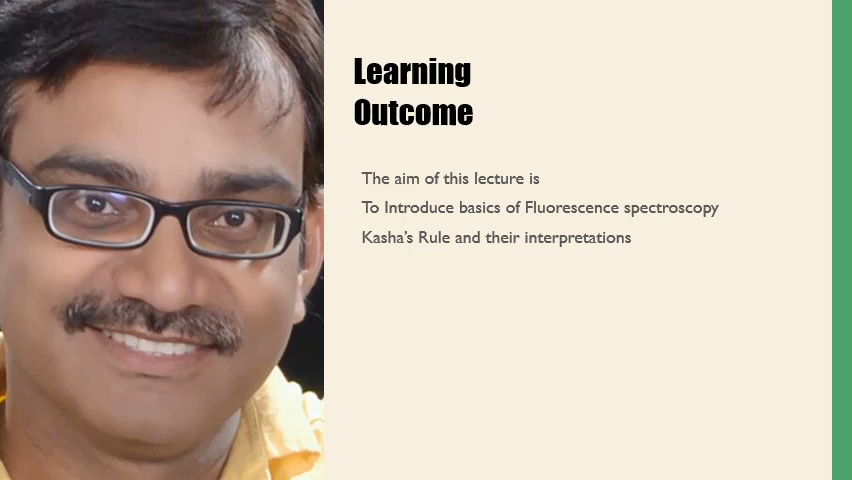 Learning
Outcome
The aim of this lecture is
To Introduce basics of Fluorescence spectroscopy
Kasha's Rule and their interpretations